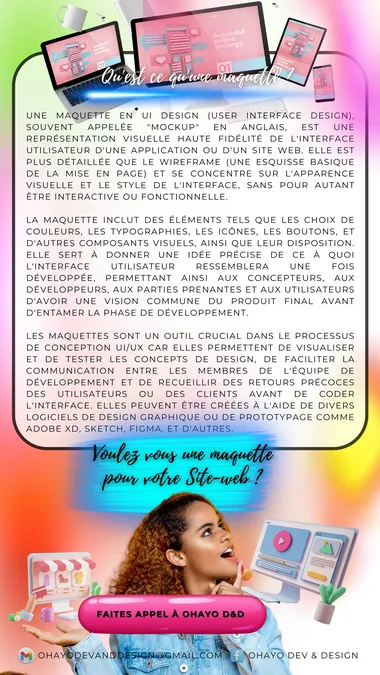 Qu'est ce qu'une maquette ?
UNE MAQUETTE EN UI DESIGN (USER INTERFACE DESIGN),
SOUVENT APPELÉE "MOCKUP" EN ANGLAIS, EST UNE
REPRÉSENTATION VISUELLE HAUTE FIDÉLITÉ DE L'INTERFACE
UTILISATEUR D'UNE APPLICATION OU D'UN SITE WEB. ELLE EST
PLUS DÉTAILLÉE QUE LE WIREFRAME (UNE ESQUISSE BASIQUE
DE LA MISE EN PAGE) ET SE CONCENTRE SUR L'APPARENCE
VISUELLE ET LE STYLE DE L'INTERFACE, SANS POUR AUTANT
ÊTRE INTERACTIVE OU FONCTIONNELLE.
LA MAQUETTE INCLUT DES ÉLÉMENTS TELS QUE LES CHOIX DE
COULEURS, LES TYPOGRAPHIES, LES ICÔNES, LES BOUTONS, ET
D'AUTRES COMPOSANTS VISUELS, AINSI QUE LEUR DISPOSITION.
ELLE SERT À DONNER UNE IDÉE PRÉCISE DE CE À QUOI
L'INTERFACE UTILISATEUR RESSEMBLERA UNE FOIS
DÉVELOPPÉE, PERMETTANT AINSI AUX CONCEPTEURS, AUX
DÉVELOPPEURS, AUX PARTIES PRENANTES ET AUX UTILISATEURS
D'AVOIR UNE VISION COMMUNE DU PRODUIT FINAL AVANT
D'ENTAMER LA PHASE DE DÉVELOPPEMENT.
LES MAQUETTES SONT UN OUTIL CRUCIAL DANS LE PROCESSUS
DE CONCEPTION UI/UX CAR ELLES PERMETTENT DE VISUALISER
ET DE TESTER LES CONCEPTS DE DESIGN, DE FACILITER LA
COMMUNICATION ENTRE LES MEMBRES DE L'ÉQUIPE DE
DÉVELOPPEMENT ET DE RECUEILLIR DES RETOURS PRÉCOCES
DES UTILISATEURS OU DES CLIENTS AVANT DE CODER
L'INTERFACE. ELLES PEUVENT ÊTRE CRÉÉES À L'AIDE DE DIVERS
LOGICIELS DE DESIGN GRAPHIQUE OU DE PROTOTYPAGE COMME
ADOBE XD, SKETCH, FIGMA, ET D'AUTRES.
Voulez vous une maquette
pour votre Site-web ?
FAITES APPEL À OHAYO D&D
OHAYODEVANDDESIGN@GMAIL.COM
OHAYO DEV & DESIGN